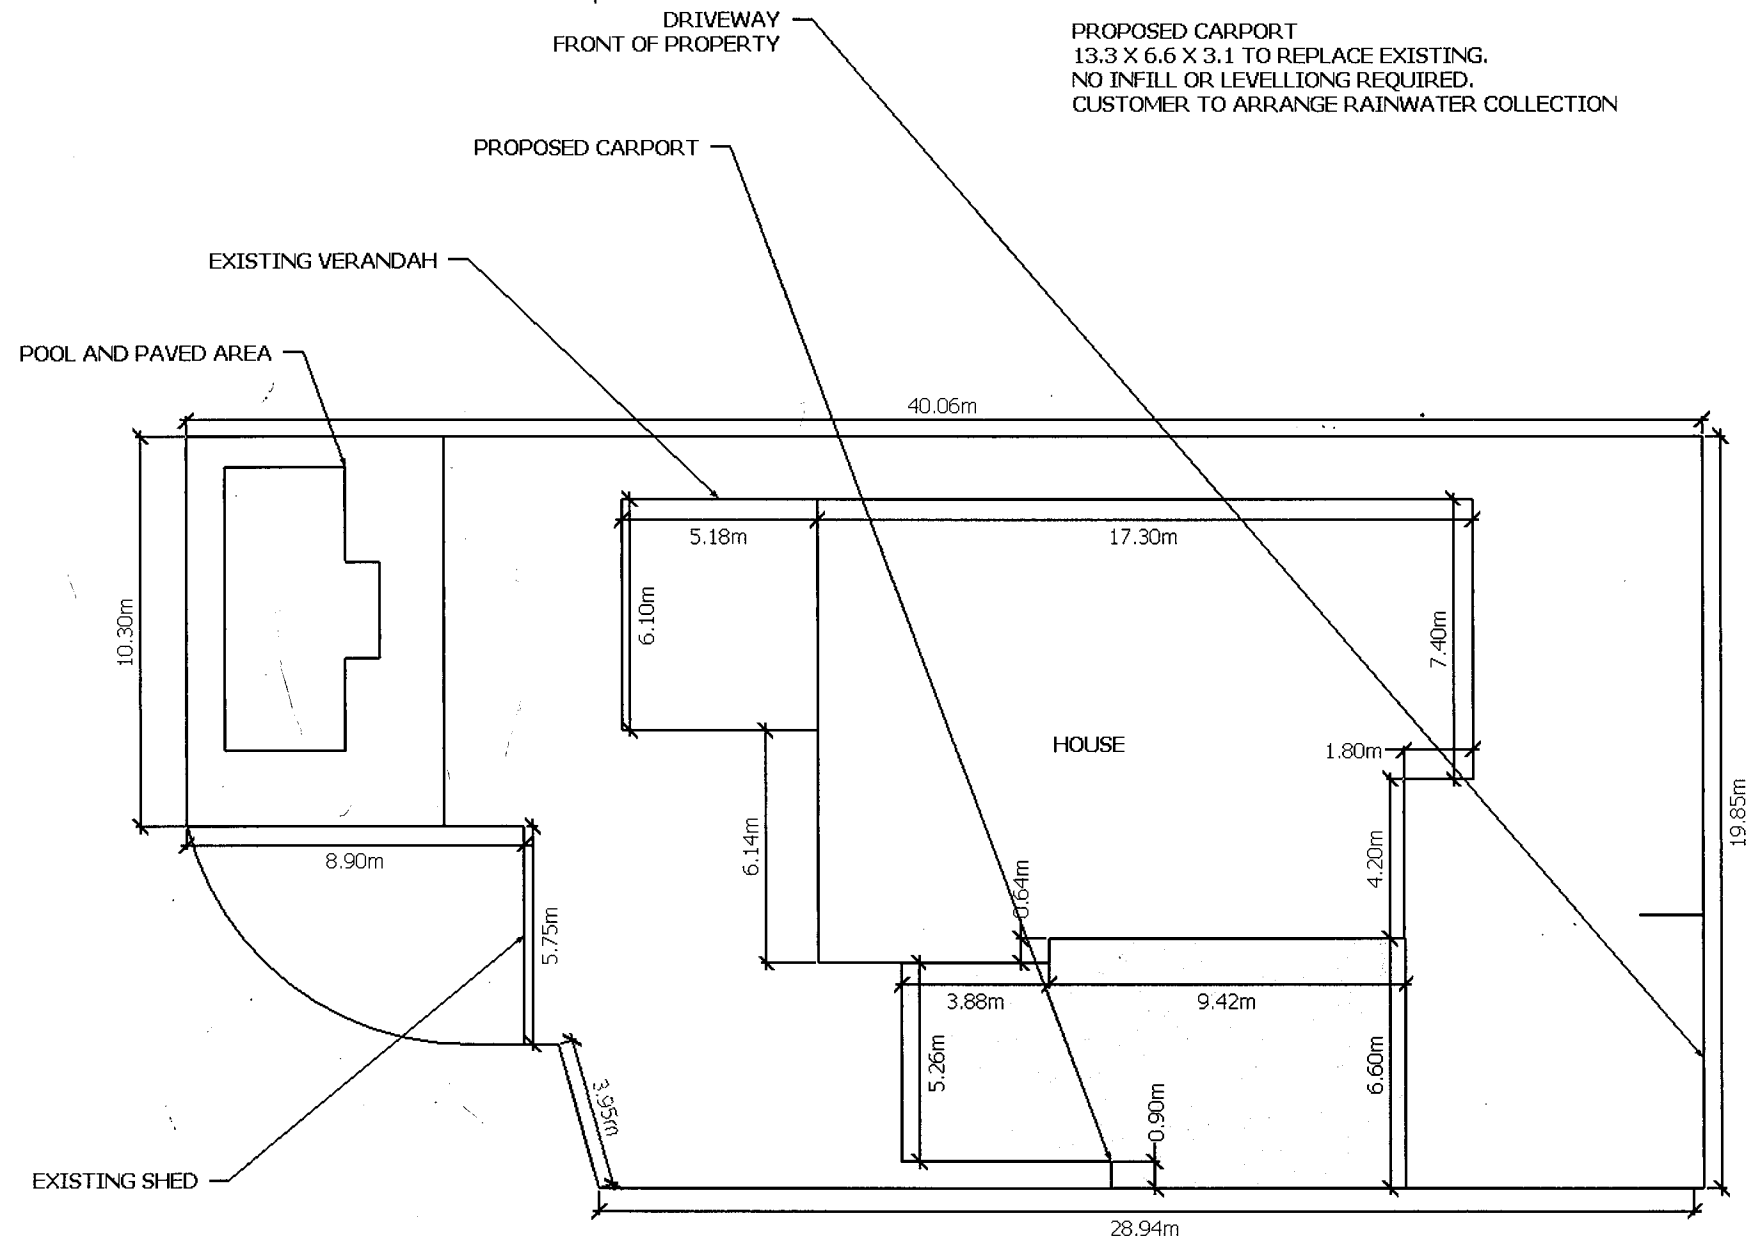 DRIVEWAY
FRONT OF PROPERTY
PROPOSED CARPORT
13.3 X 6.6 X 3.1 TO REPLACE EXISTING.
NO INFILL OR LEVELLIONG REQUIRED.
CUSTOMER TO ARRANGE RAINWATER COLLECTION
PROPOSED CARPORT
EXISTING VERANDAH
POOL AND PAVED AREA
40.06m
5.18m
17.30m
10.30m
6.10m
7.40m
HOUSE
1.80m
19.85m
6.14m
4.20m
8.90m
0.64m
5.75m
3.88m
9.42m
5.26m
6.60m
3.95m
0.90m
EXISTING SHED
28.94m